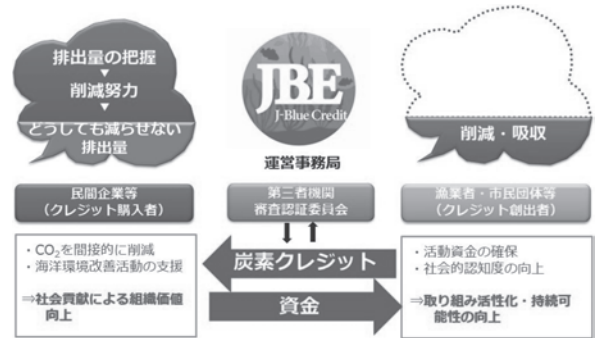 排出量の把握
▼
削減努力
▼
どうしても減らせない
排出量
JBE
J-Blue Credit
運営事務局
削減・吸収
民間企業等
（クレジット購入者）
第三者機関
審査認証委員会
漁業者・市民団体等
（クレジット創出者）
・CO₂を間接的に削減
・海洋環境改善活動の支援
⇒社会貢献による組織価値
向上
炭素クレジット
資金
・活動資金の確保
・社会的認知度の向上
⇒取り組み活性化・持続可
能性の向上